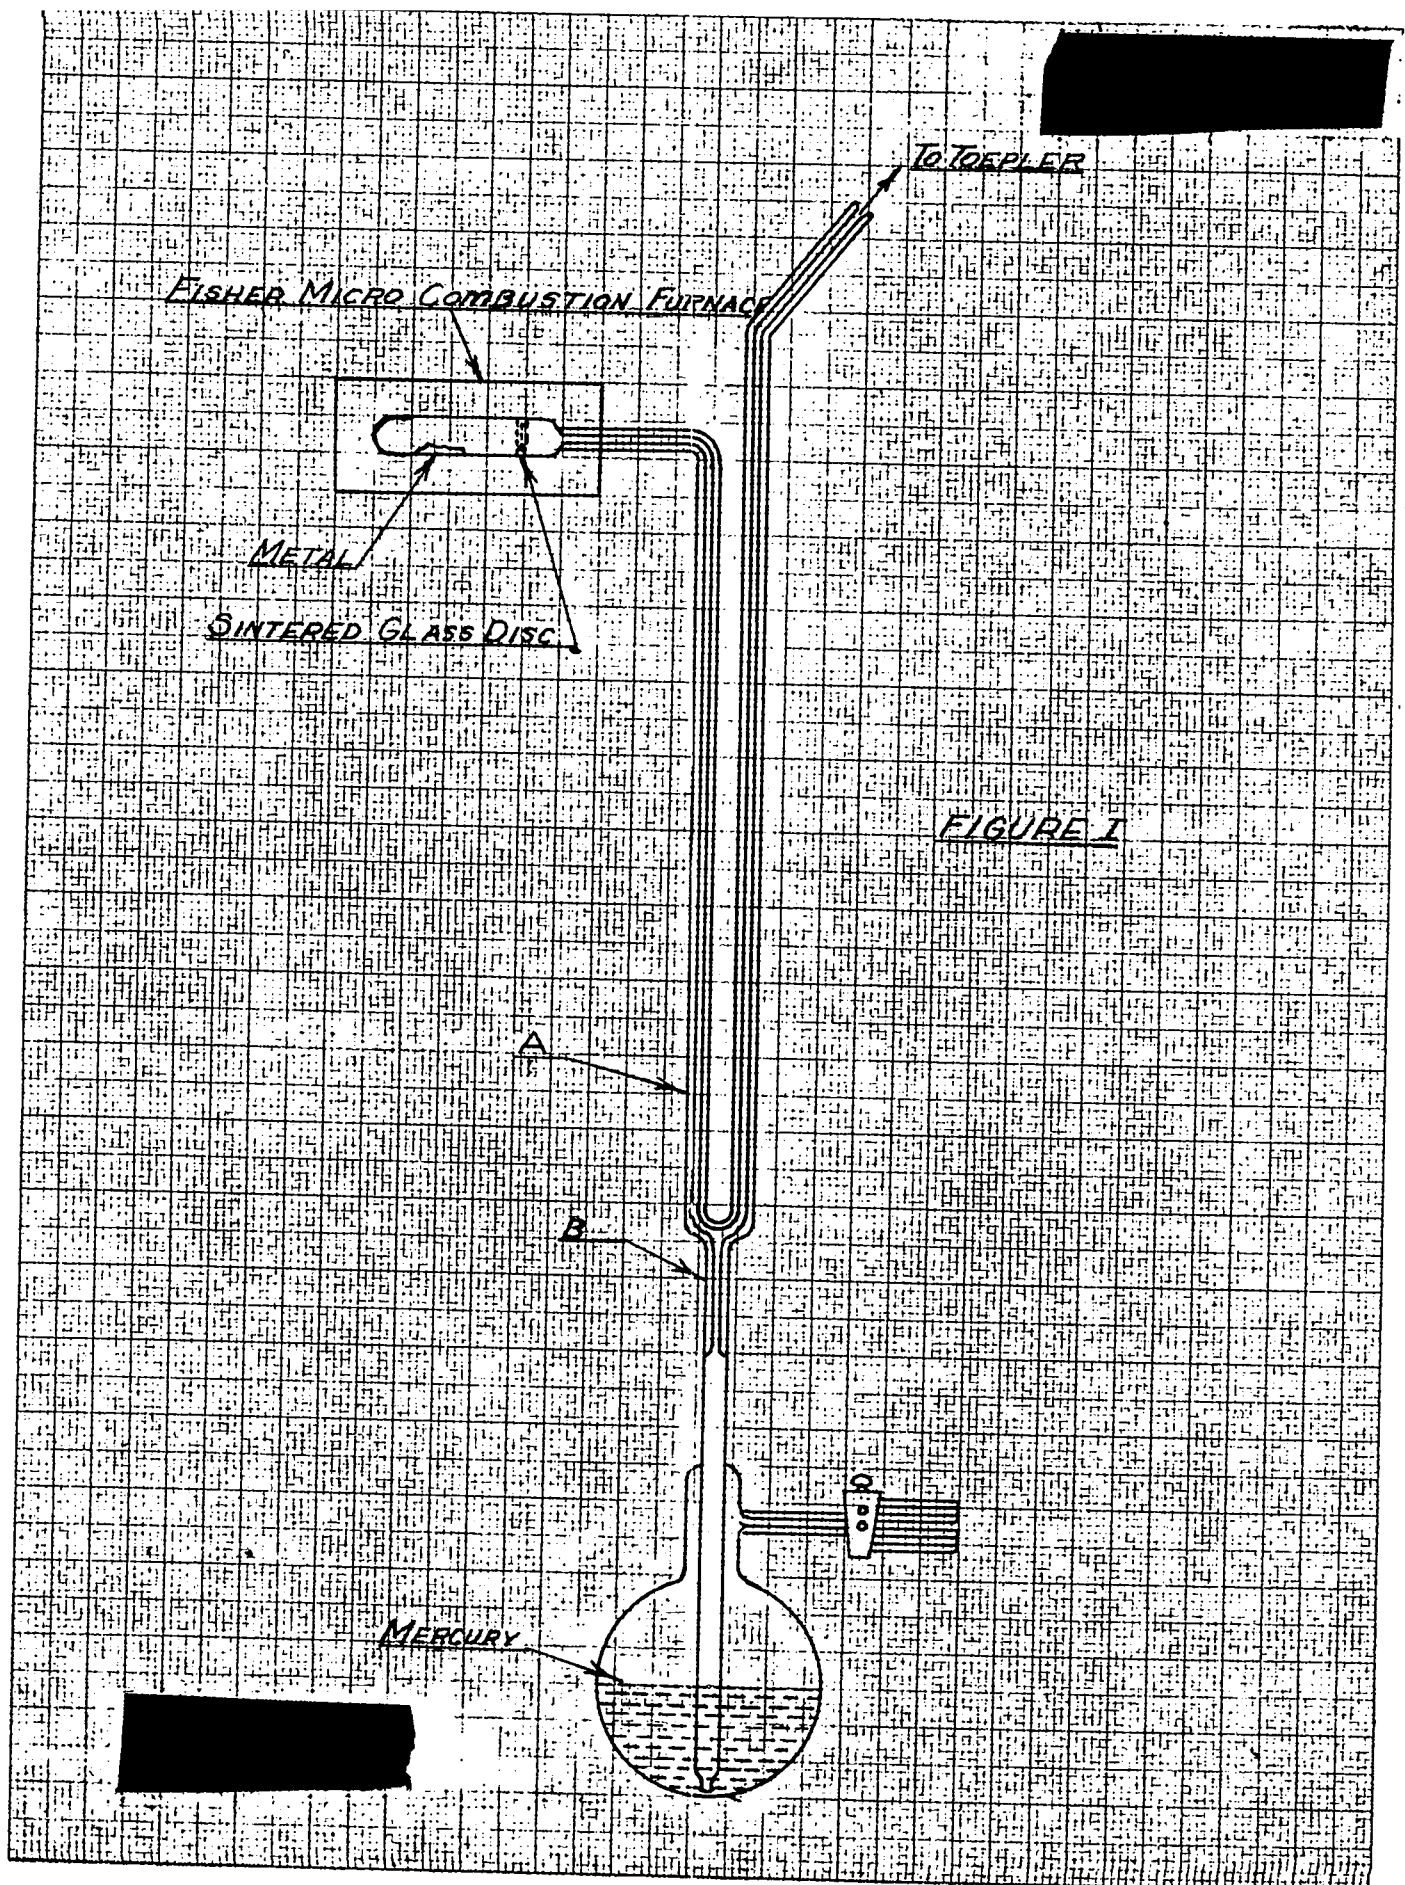 TO TOEPLER
FISHER MICRO COMBUSTION FURNACE
METAL
SINTERED GLASS DISC
FIGURE I
A
B
MERCURY